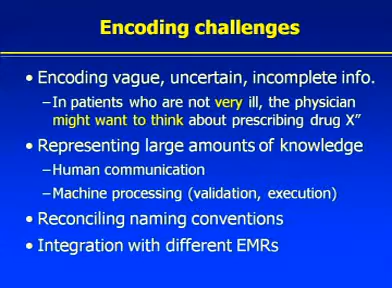 Encoding challenges
• Encoding vague, uncertain, incomplete info.
–In patients who are not very ill, the physician
might want to think about prescribing drug X”
• Representing large amounts of knowledge
–Human communication
–Machine processing (validation, execution)
• Reconciling naming conventions
• Integration with different EMRs